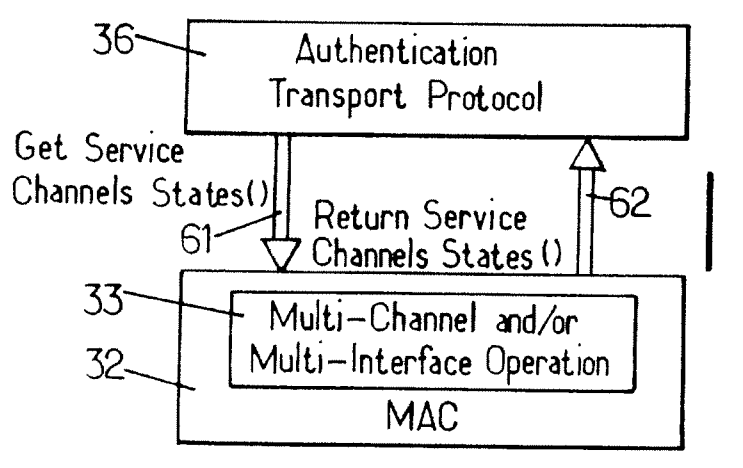 36
Authentication
Transport Protocol
Get Service
Channels States()
61
Return Service
Channels States()
62
33
Multi-Channel and/or
Multi-Interface Operation
32
MAC